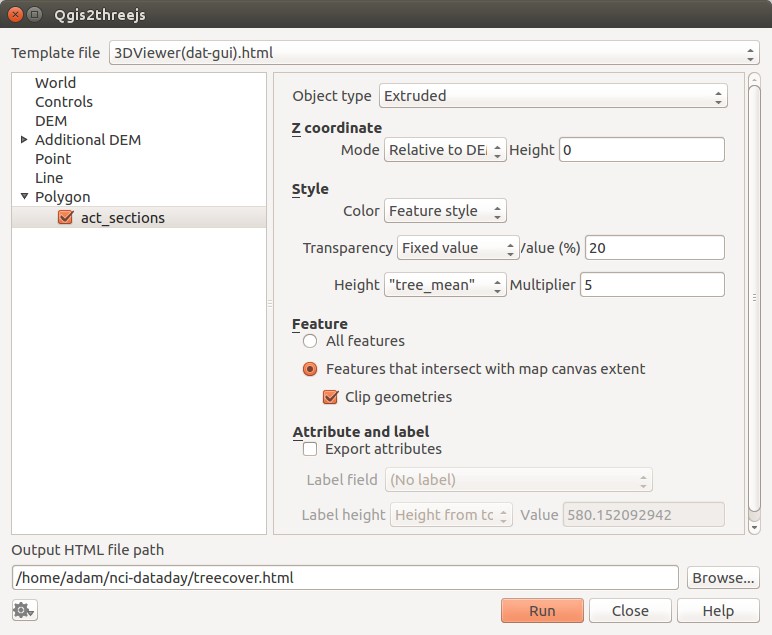 Qgis2threejs
Template file 3DViewer(dat-gui).html
World
Controls
DEM
Additional DEM
Point
Line
Polygon
act_sections
Object type Extruded
Z coordinate
Mode Relative to DEM Height 0
Style
Color Feature style
Transparency Fixed value Value (%) 20
Height "tree_mean" Multiplier 5
Feature
All features
Features that intersect with map canvas extent
Clip geometries
Attribute and label
Export attributes
Label field (No label)
Label height Height from to Value 580.152092942
Output HTML file path
/home/adam/nci-dataday/treecover.html Browse...
Run Close Help